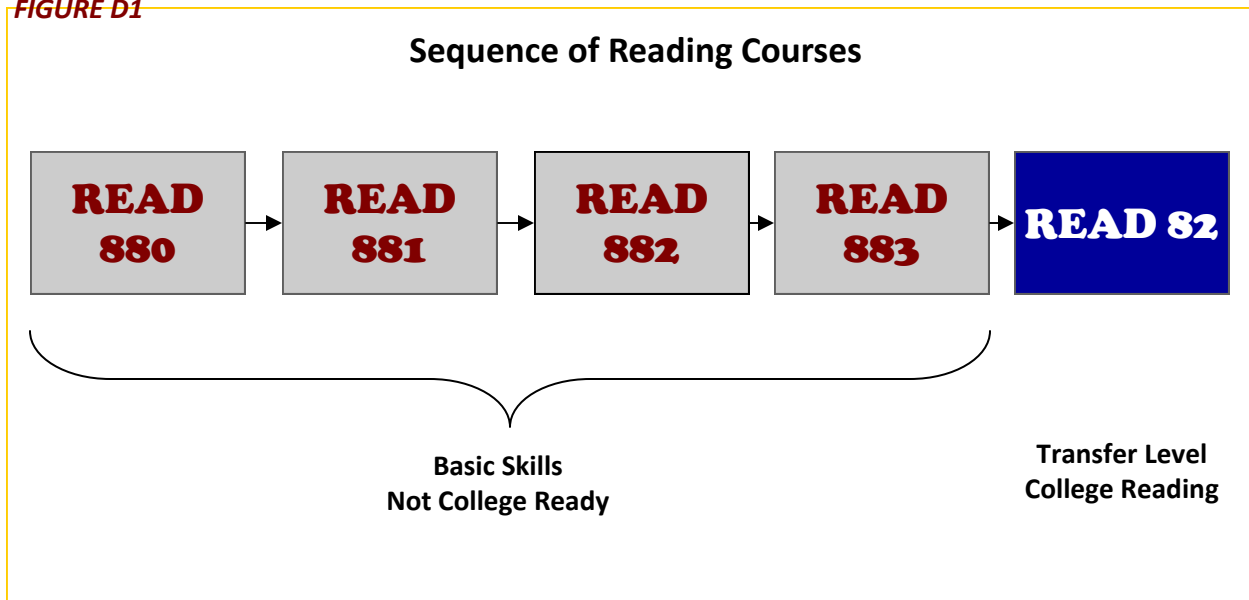 FIGURE D1
Sequence of Reading Courses
READ
880
READ
881
READ
882
READ
883
READ 82
Basic Skills
Not College Ready
Transfer Level
College Reading